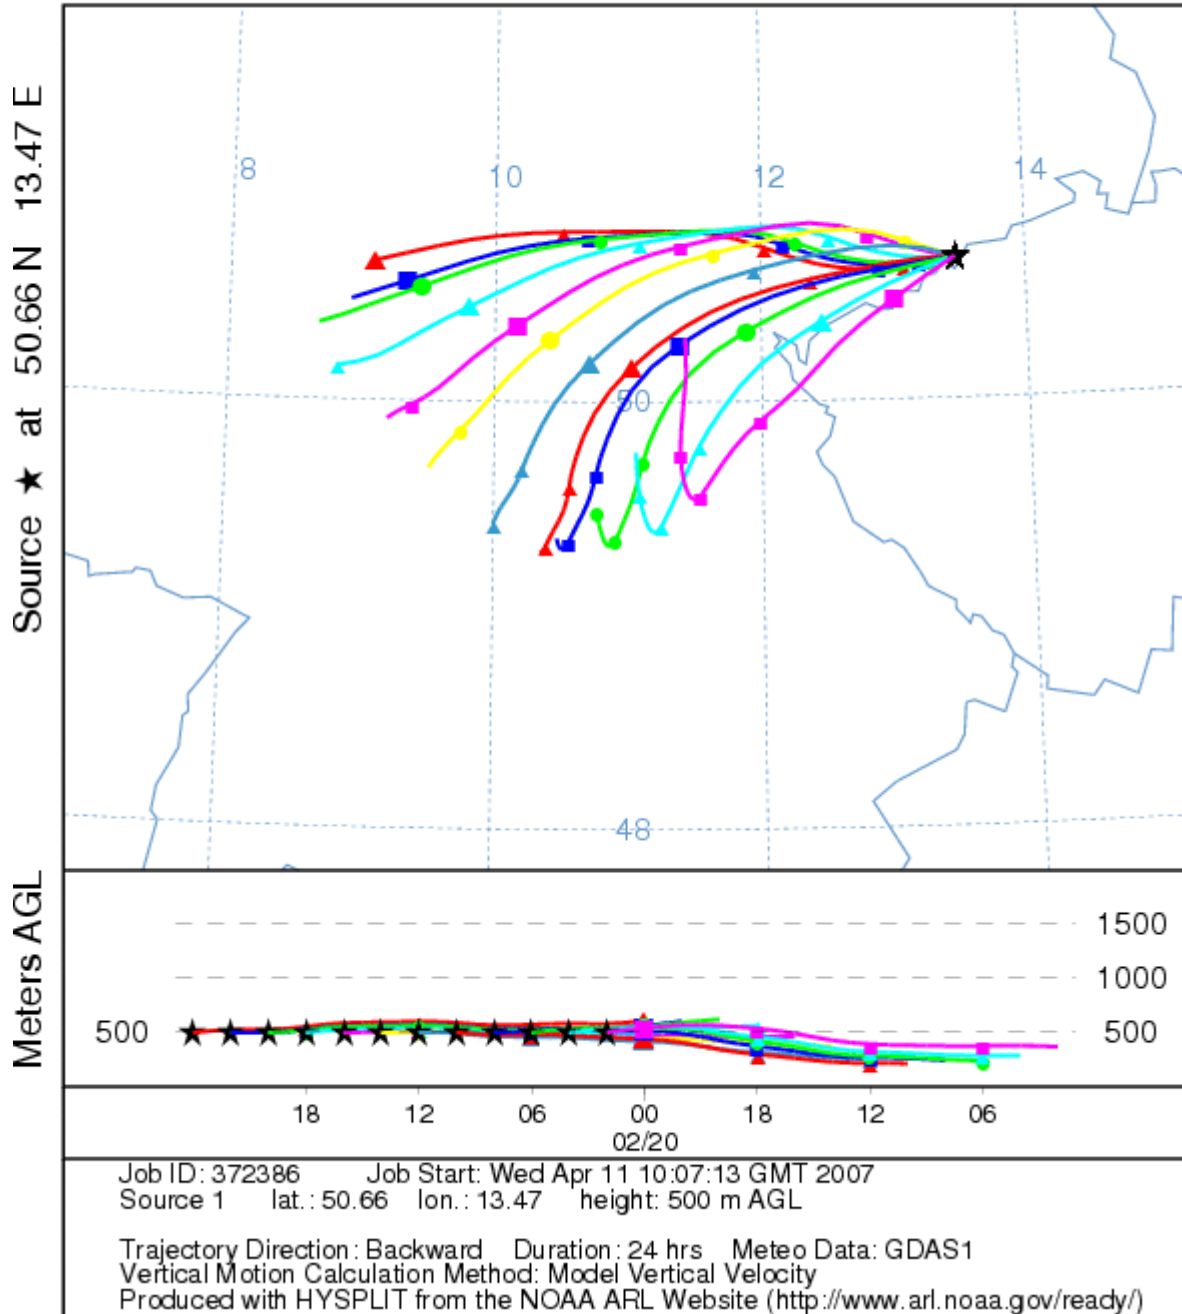 Source ★ at 50.66 N 13.47 E
8
10
12
14
50
48
Meters AGL
1500
1000
500
500
18 12 06 00 18 12 06
02/20
Job ID: 372386 Job Start: Wed Apr 11 10:07:13 GMT 2007
Source 1 lat.: 50.66 lon.: 13.47 height: 500 m AGL
Trajectory Direction: Backward Duration: 24 hrs Meteo Data: GDAS1
Vertical Motion Calculation Method: Model Vertical Velocity
Produced with HYSPLIT from the NOAA ARL Website (http://www.arl.noaa.gov/ready/)